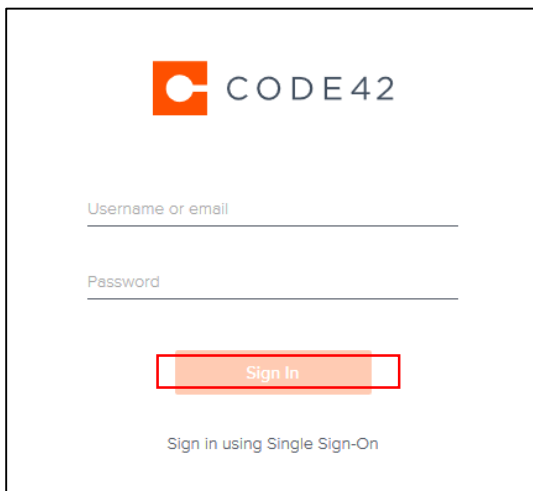 CODE42
Username or email
Password
Sign In
Sign in using Single Sign-On